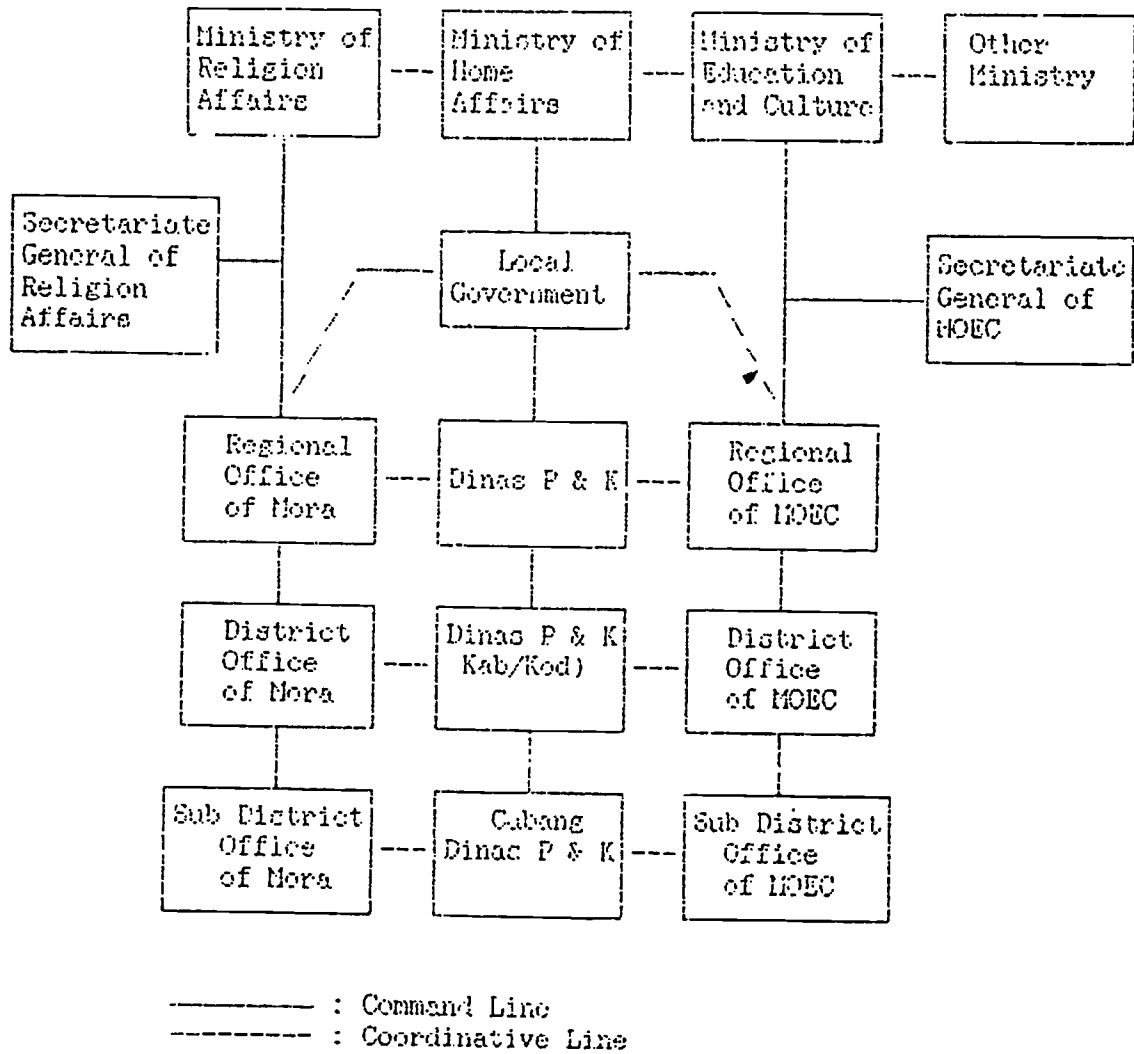 Ministry of
Religion
Affairs
Ministry of
Home
Affairs
Ministry of
Education
and Culture
Other
Ministry
Secretariate
General of
Religion
Affairs
Local
Government
Secretariate
General of
MOEC
Regional
Office
of Mora
Dinas P & K
Regional
Office
of MOEC
District
Office
of Mora
Dinas P & K
Kab/Kod)
District
Office
of MOEC
Sub District
Office
of Mora
Cabang
Dinas P & K
Sub District
Office
of MOEC
: Command Line
: Coordinative Line